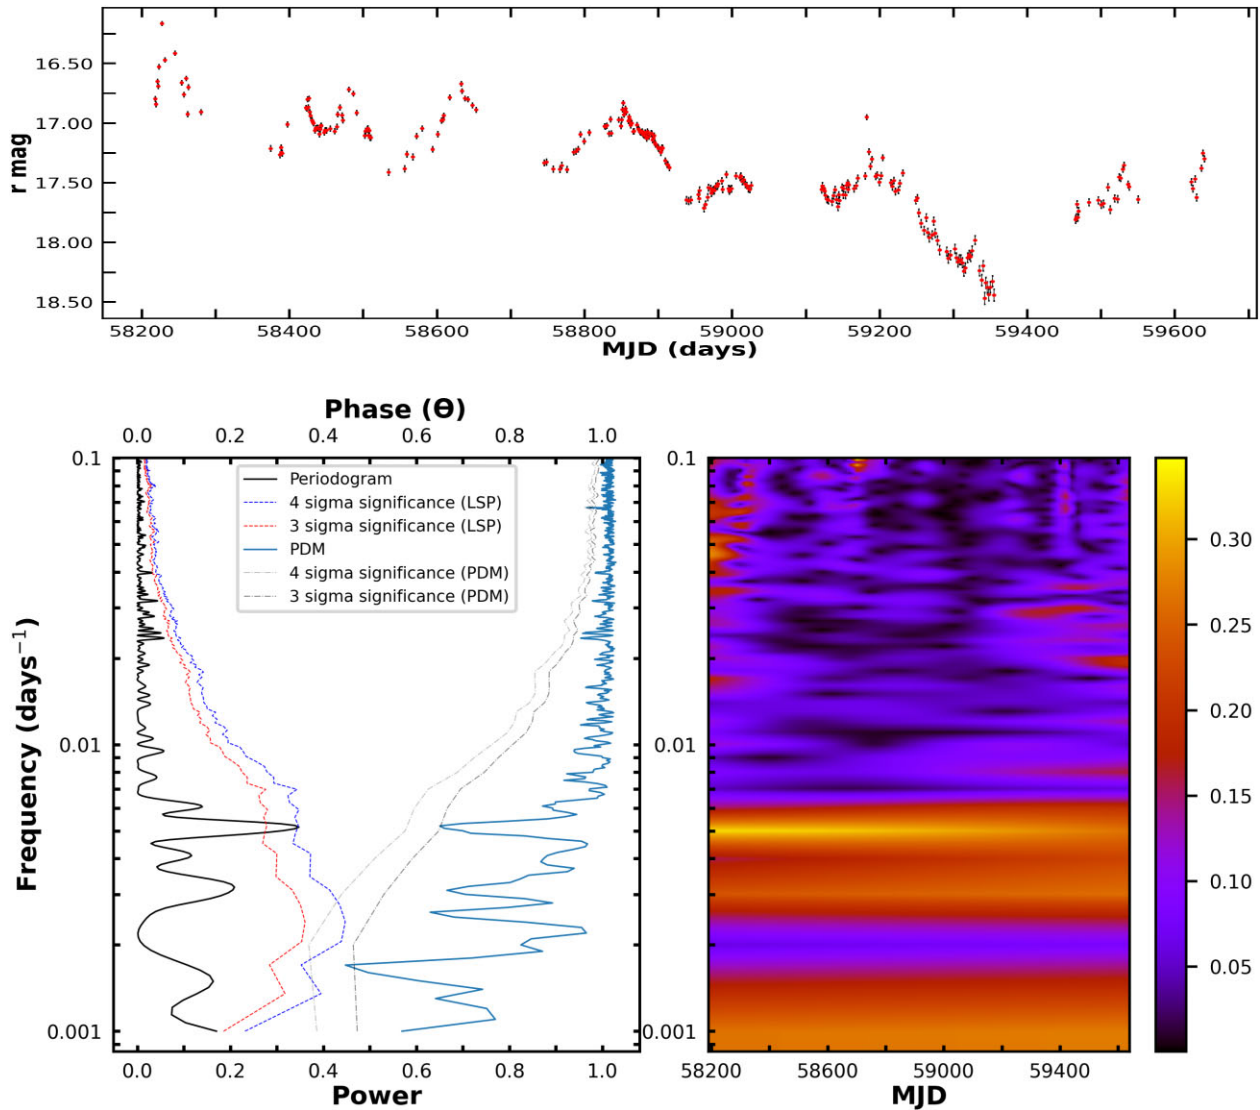 16.50
17.00
17.50
18.00
18.50
r mag
58200 58400 58600 58800 59000 59200 59400 59600
MJD (days)
Phase (Θ)
0.0 0.2 0.4 0.6 0.8 1.0
0.1
0.01
0.001
Frequency (days⁻¹)
Periodogram
4 sigma significance (LSP)
3 sigma significance (LSP)
PDM
4 sigma significance (PDM)
3 sigma significance (PDM)
0.0 0.2 0.4 0.6 0.8 1.0
Power
0.1
0.01
0.001
58200 58600 59000 59400
MJD
0.30
0.25
0.20
0.15
0.10
0.05